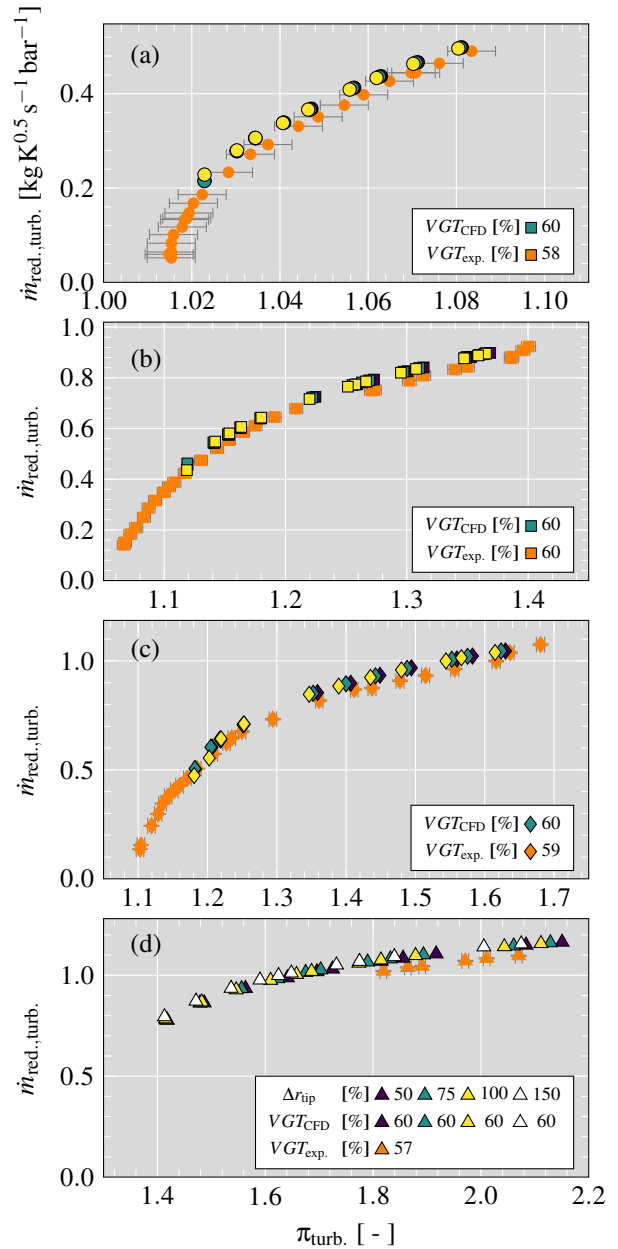 (a)
ṁred.,turb. [kg K^0.5 s^−1 bar^−1]
0.4
0.2
0.0
VGT_CFD [%] 60
VGT_exp. [%] 58
1.00 1.02 1.04 1.06 1.08 1.10
(b)
ṁred.,turb.
1.0
0.8
0.6
0.4
0.2
0.0
VGT_CFD [%] 60
VGT_exp. [%] 60
1.1 1.2 1.3 1.4
(c)
ṁred.,turb.
1.0
0.5
0.0
VGT_CFD [%] 60
VGT_exp. [%] 59
1.1 1.2 1.3 1.4 1.5 1.6 1.7
(d)
ṁred.,turb.
1.0
0.5
0.0
Δr_tip [%] 50 75 100 150
VGT_CFD [%] 60 60 60 60
VGT_exp. [%] 57
1.4 1.6 1.8 2.0 2.2
π_turb. [ - ]